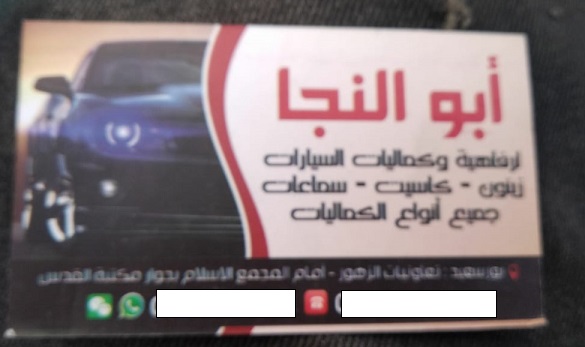 أبو النجا
لرفاهية وكماليات السيارات
زينون - كاسيت - سماعات
جميع أنواع الكماليات
بورسعيد : تعاونيات الزهور - أمام المجمع الاسلام بجوار مكتبة القدس